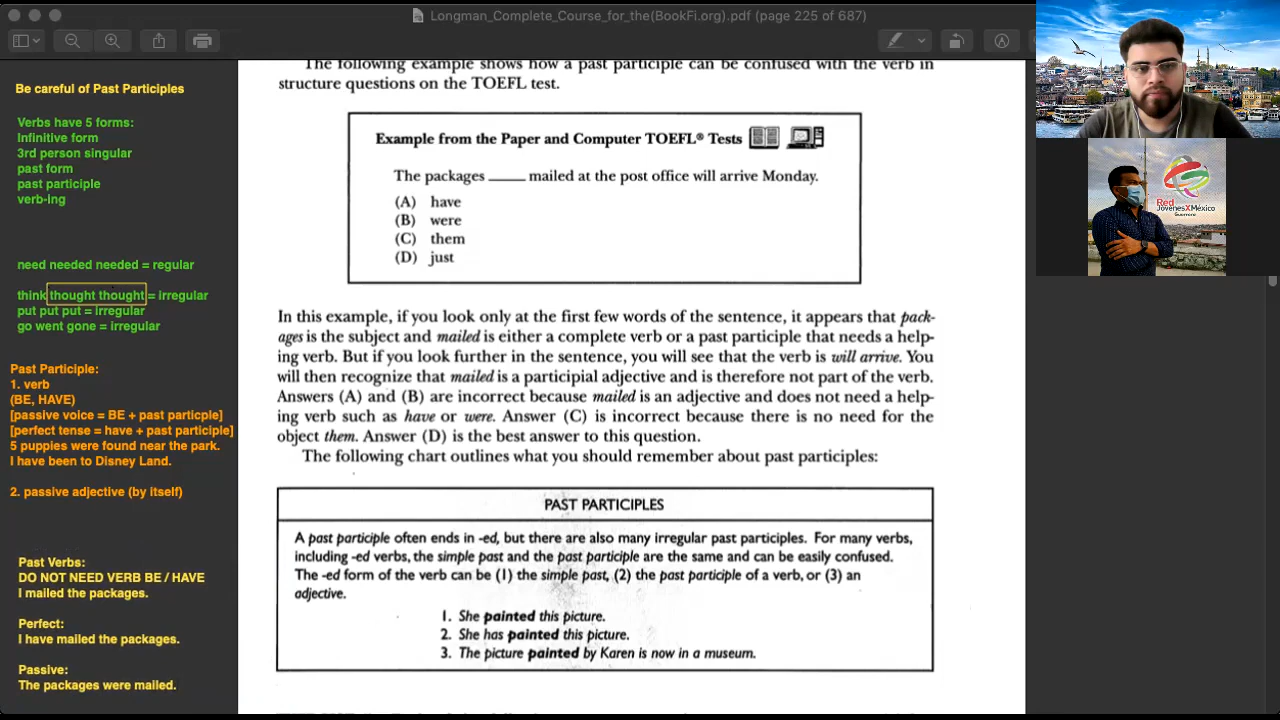 Longman_Complete_Course_for_the(BookFi.org).pdf (page 225 of 687)
Be careful of Past Participles
Verbs have 5 forms:
Infinitive form
3rd person singular
past form
past participle
verb-ing
need needed needed = regular
think thought thought = irregular
put put put = irregular
go went gone = irregular
Past Participle:
1. verb
(BE, HAVE)
[passive voice = BE + past particple]
[perfect tense = have + past participle]
5 puppies were found near the park.
I have been to Disney Land.
2. passive adjective (by itself)
Past Verbs:
DO NOT NEED VERB BE / HAVE
I mailed the packages.
Perfect:
I have mailed the packages.
Passive:
The packages were mailed.
The following example shows how a past participle can be confused with the verb in
structure questions on the TOEFL test.
Example from the Paper and Computer TOEFL® Tests
The packages _____ mailed at the post office will arrive Monday.
(A) have
(B) were
(C) them
(D) just
In this example, if you look only at the first few words of the sentence, it appears that pack-
ages is the subject and mailed is either a complete verb or a past participle that needs a help-
ing verb. But if you look further in the sentence, you will see that the verb is will arrive. You
will then recognize that mailed is a participial adjective and is therefore not part of the verb.
Answers (A) and (B) are incorrect because mailed is an adjective and does not need a help-
ing verb such as have or were. Answer (C) is incorrect because there is no need for the
object them. Answer (D) is the best answer to this question.
The following chart outlines what you should remember about past participles:
PAST PARTICIPLES
A past participle often ends in -ed, but there are also many irregular past participles. For many verbs,
including -ed verbs, the simple past and the past participle are the same and can be easily confused.
The -ed form of the verb can be (1) the simple past, (2) the past participle of a verb, or (3) an
adjective.
1. She painted this picture.
2. She has painted this picture.
3. The picture painted by Karen is now in a museum.
Red
JóvenesXMéxico
Guerrero